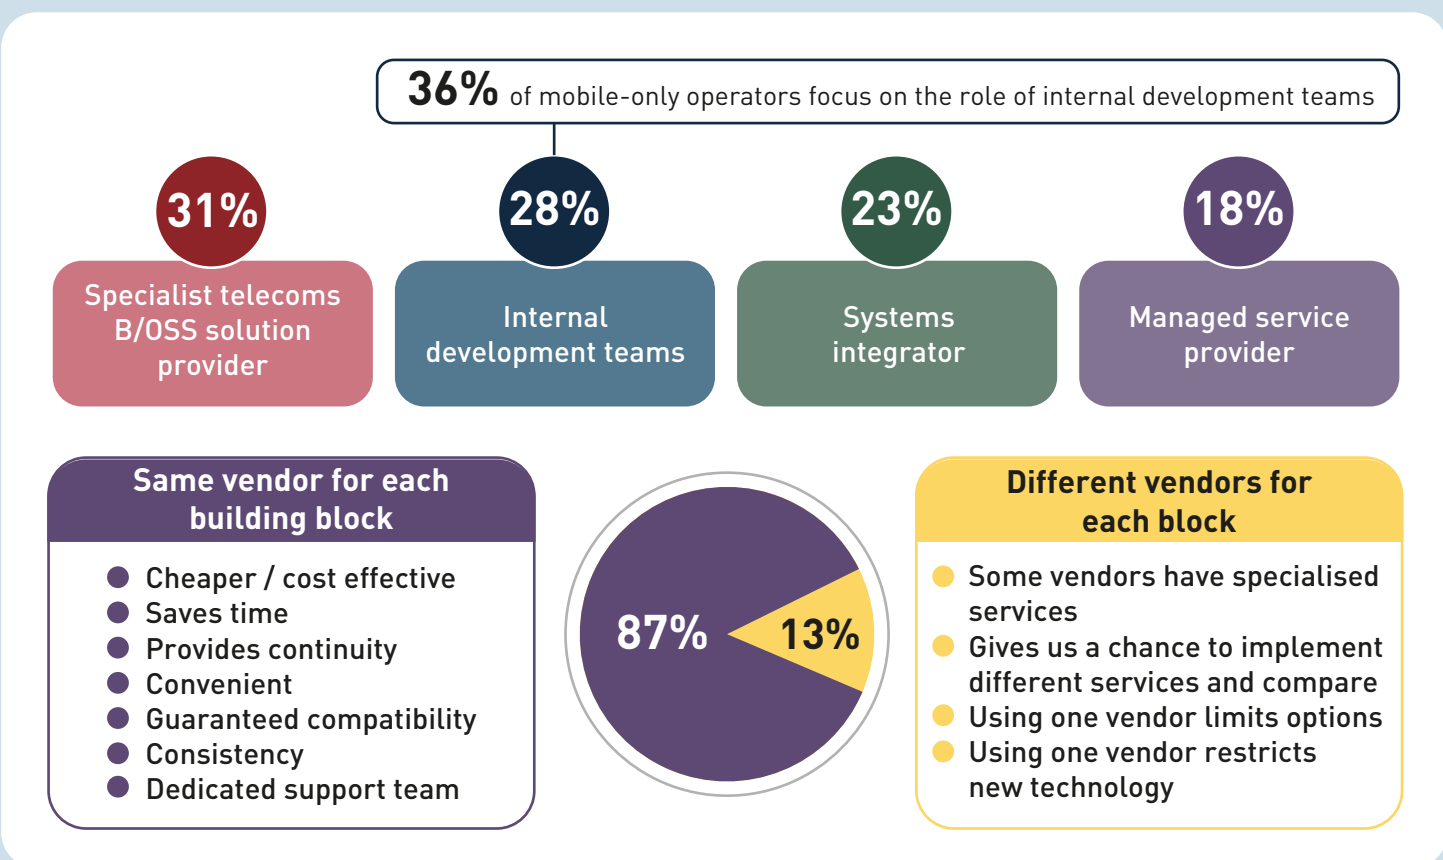 36% of mobile-only operators focus on the role of internal development teams
31%
Specialist telecoms
B/OSS solution
provider
28%
Internal
development teams
23%
Systems
integrator
18%
Managed service
provider
Same vendor for each
building block
Cheaper / cost effective
Saves time
Provides continuity
Convenient
Guaranteed compatibility
Consistency
Dedicated support team
87%
13%
Different vendors for
each block
Some vendors have specialised
services
Gives us a chance to implement
different services and compare
Using one vendor limits options
Using one vendor restricts
new technology